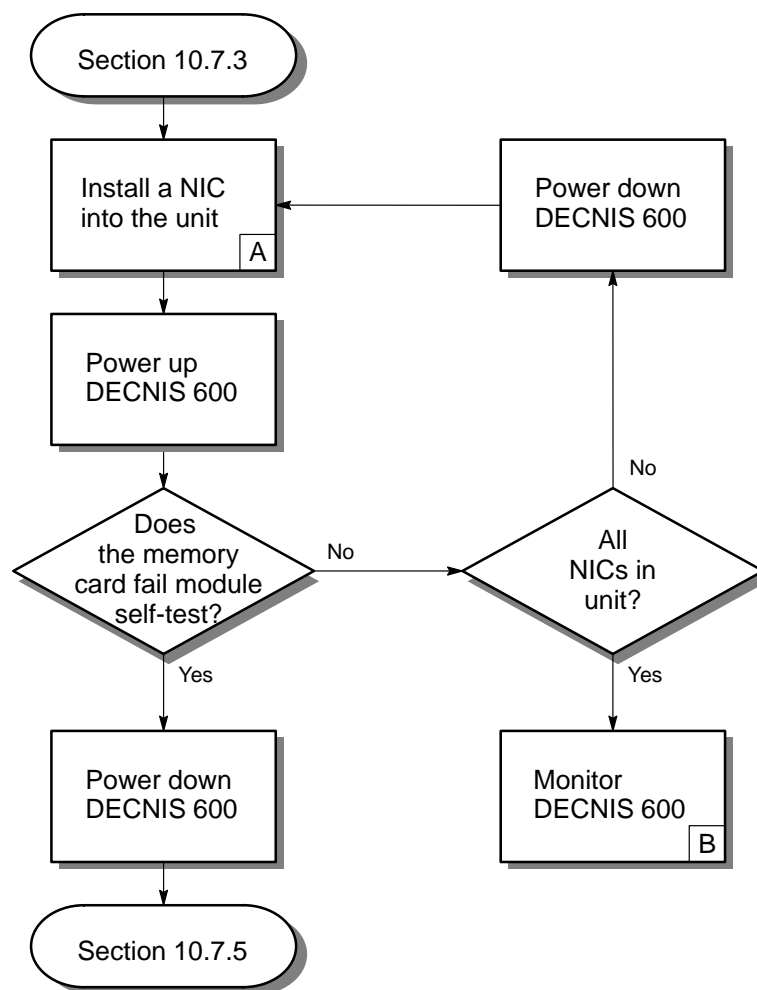 Section 10.7.3
Install a NIC
into the unit
A
Power down
DECNIS 600
Power up
DECNIS 600
No
Does
the memory
card fail module
self-test?
No
All
NICs in
unit?
Yes
Yes
Power down
DECNIS 600
Monitor
DECNIS 600
B
Section 10.7.5